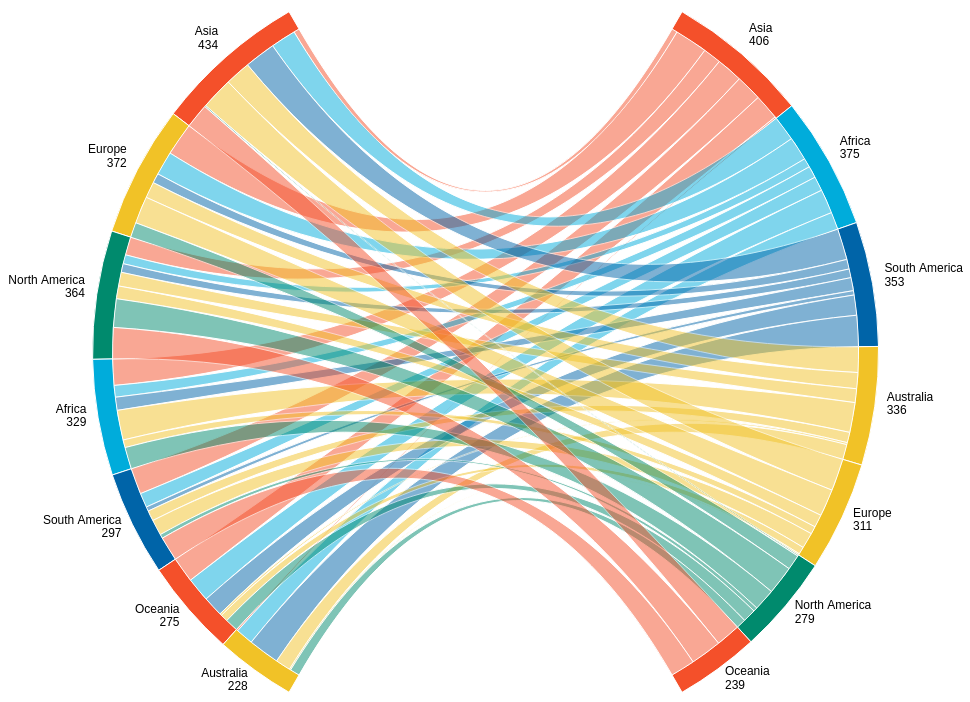 Asia
434
Europe
372
North America
364
Africa
329
South America
297
Oceania
275
Australia
228
Asia
406
Africa
375
South America
353
Australia
336
Europe
311
North America
279
Oceania
239